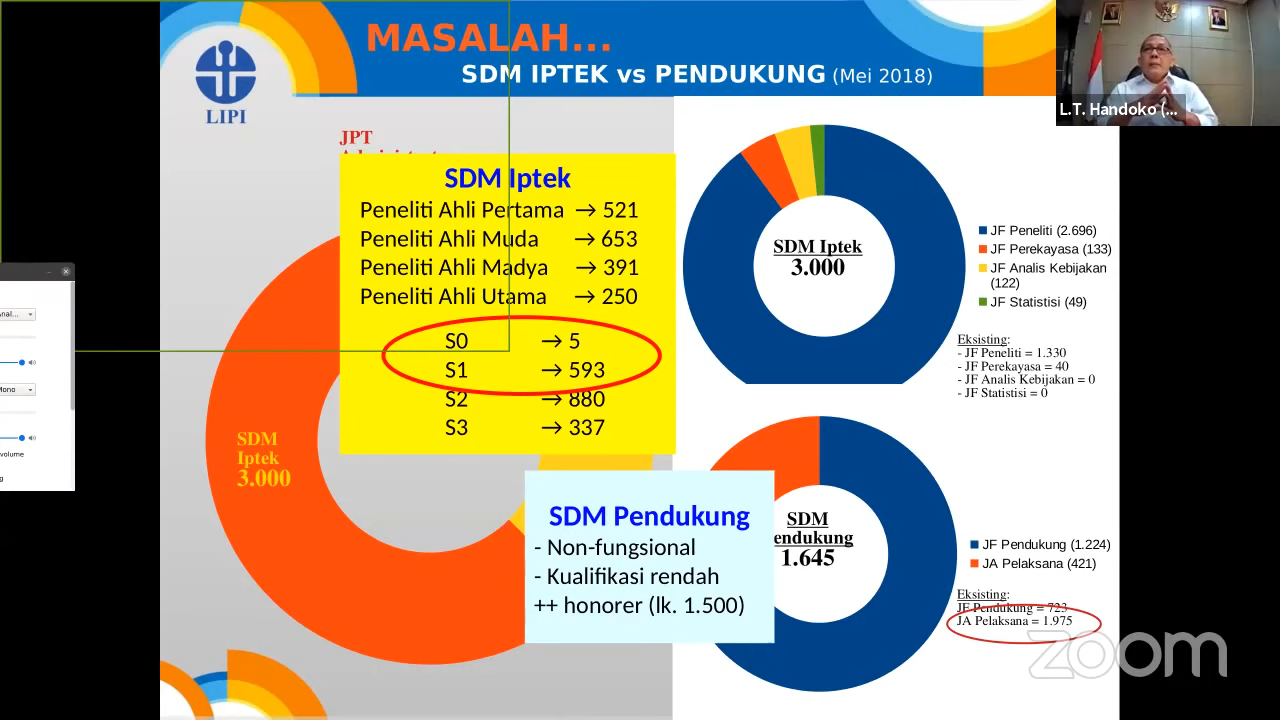 MASALAH...
SDM IPTEK vs PENDUKUNG (Mei 2018)
LIPI
L.T. Handoko (...
JPT
SDM Iptek
Peneliti Ahli Pertama → 521
Peneliti Ahli Muda → 653
Peneliti Ahli Madya → 391
Peneliti Ahli Utama → 250
S0 → 5
S1 → 593
S2 → 880
S3 → 337
SDM
Iptek
3.000
SDM Iptek
3.000
JF Peneliti (2.696)
JF Perekayasa (133)
JF Analis Kebijakan
(122)
JF Statistisi (49)
Eksisting:
- JF Peneliti = 1.330
- JF Perekayasa = 40
- JF Analis Kebijakan = 0
- JF Statistisi = 0
SDM Pendukung
- Non-fungsional
- Kualifikasi rendah
++ honorer (lk. 1.500)
SDM
endukung
1.645
JF Pendukung (1.224)
JA Pelaksana (421)
Eksisting:
JF Pendukung = 723
JA Pelaksana = 1.975
zoom
Anal...
Mono
volume
g